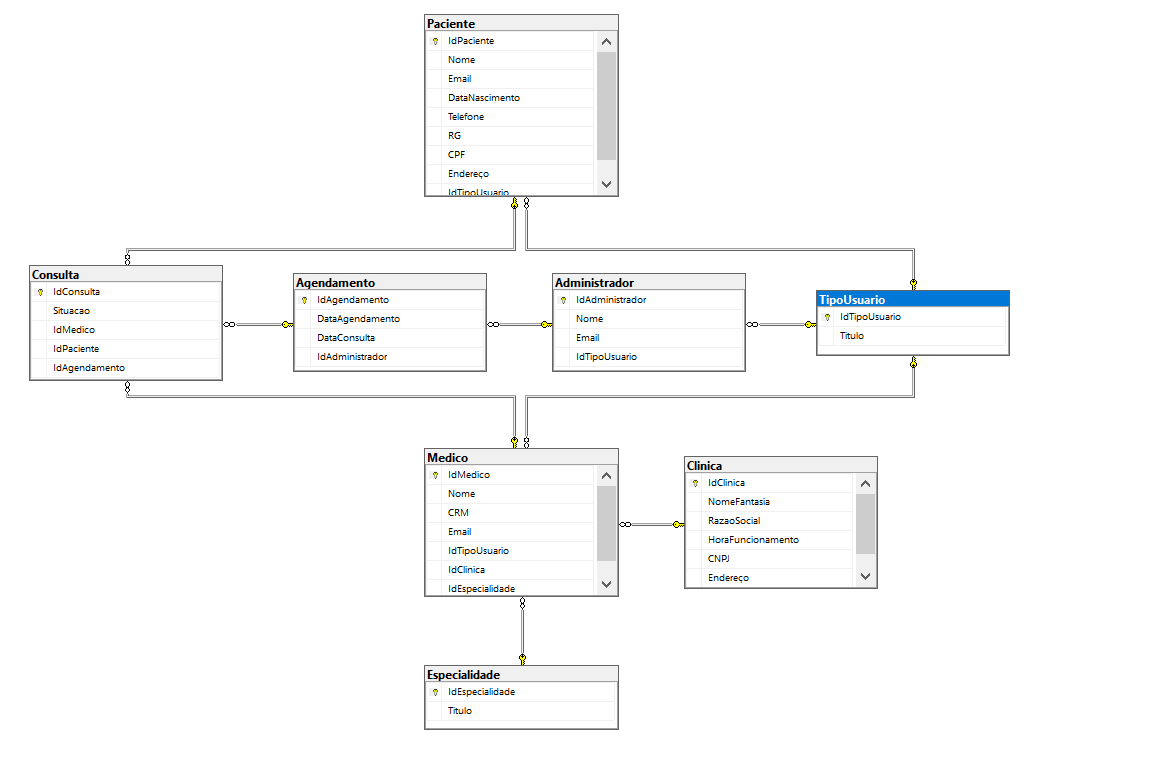 Paciente
IdPaciente
Nome
Email
DataNascimento
Telefone
RG
CPF
Endereço
IdTipoUsuario
Consulta
IdConsulta
Situacao
IdMedico
IdPaciente
IdAgendamento
Agendamento
IdAgendamento
DataAgendamento
DataConsulta
IdAdministrador
Administrador
IdAdministrador
Nome
Email
IdTipoUsuario
TipoUsuario
IdTipoUsuario
Titulo
Medico
IdMedico
Nome
CRM
Email
IdTipoUsuario
IdClinica
IdEspecialidade
Clinica
IdClinica
NomeFantasia
RazaoSocial
HoraFuncionamento
CNPJ
Endereço
Especialidade
IdEspecialidade
Titulo